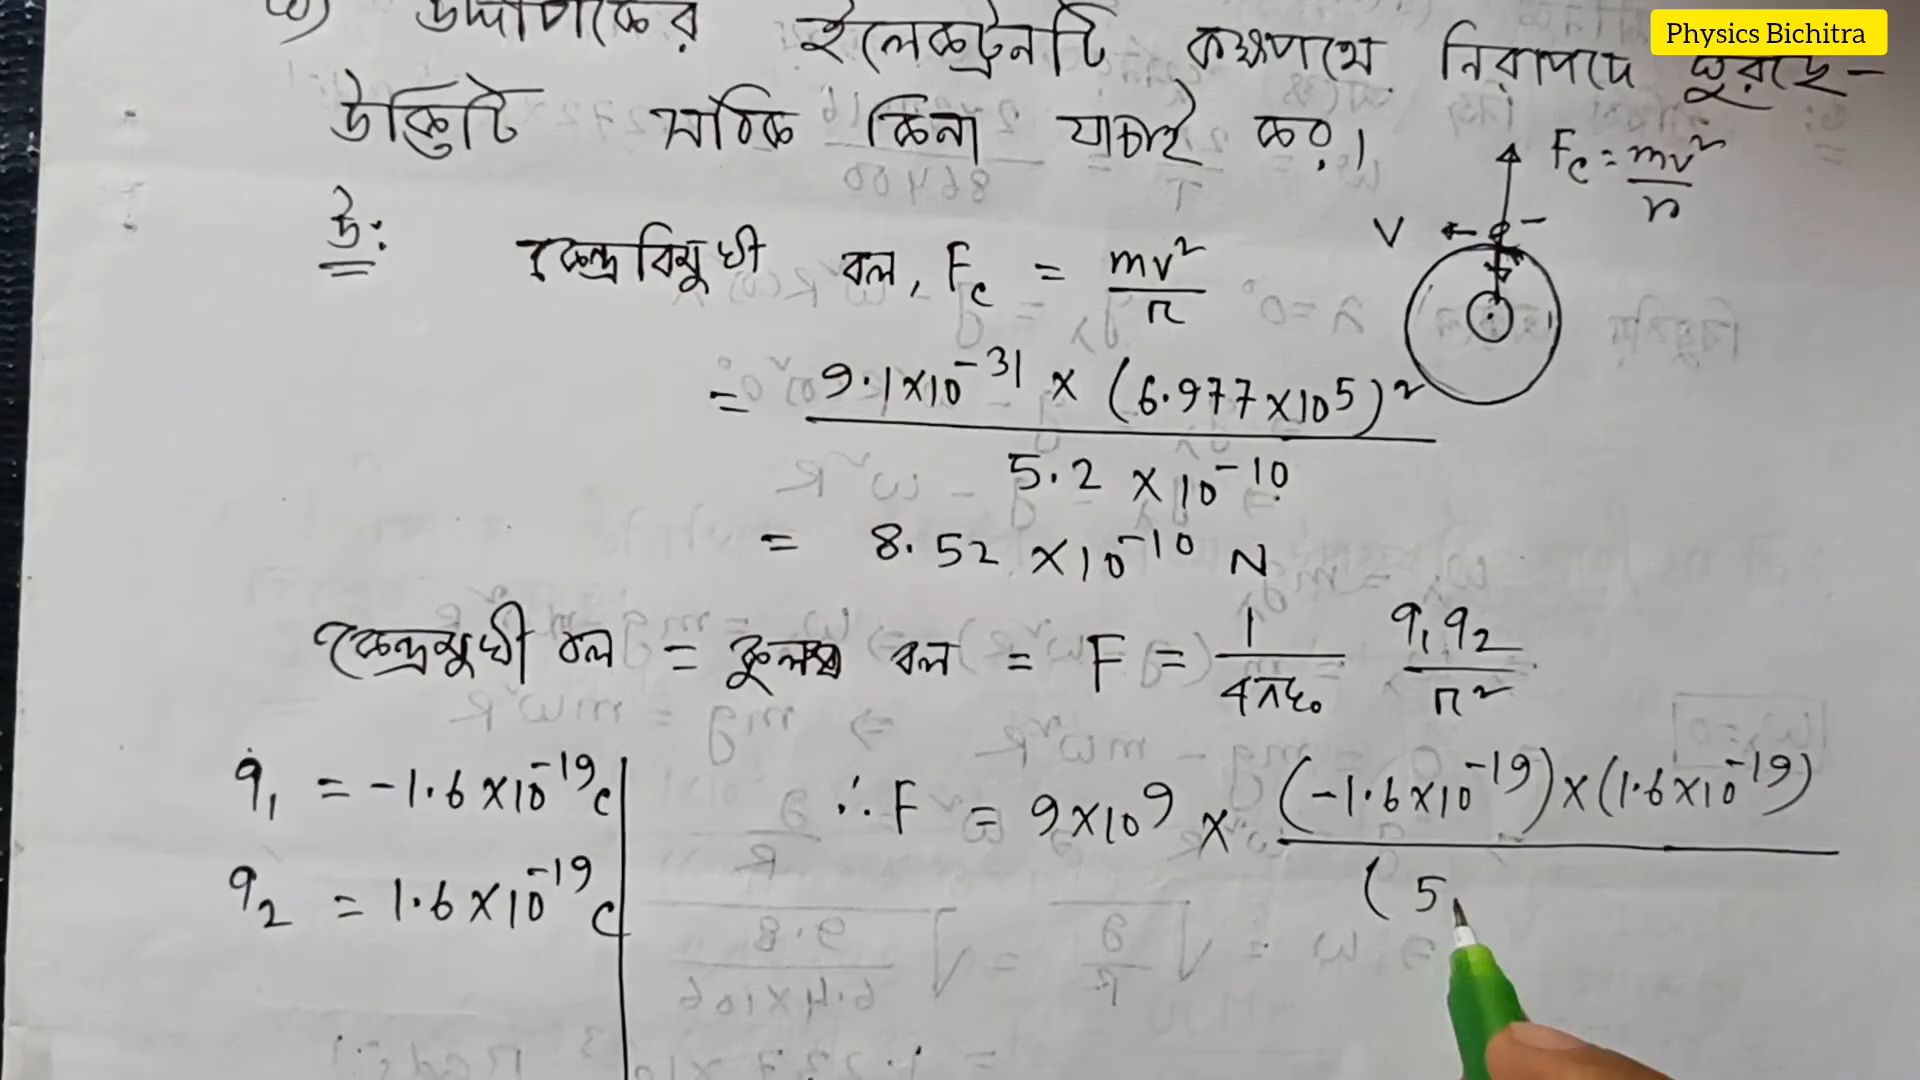 Physics Bichitra
উদ্দীপকের ইলেকট্রনটি কক্ষপথে নিরাপদে ঘুরছে-
উক্তিটি সঠিক কিনা যাচাই কর।
F_c = mv²/r
V
উ: কেন্দ্রবিমুখী বল, F_c = mv²/r
= 9.1×10⁻³¹ × (6.977×10⁵)² / 5.2 × 10⁻¹⁰
= 8.52 ×10⁻¹⁰ N
কেন্দ্রমুখী বল = কুলম্ব বল = F = 1/4πε₀ q₁q₂/r²
q₁ = -1.6×10⁻¹⁹C
∴ F = 9×10⁹ × (-1.6×10⁻¹⁹)×(1.6×10⁻¹⁹) / (5.
q₂ = 1.6×10⁻¹⁹C